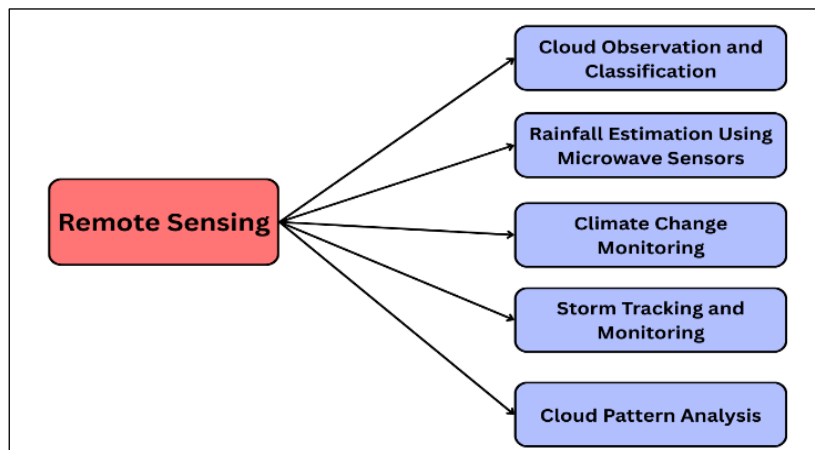 Remote Sensing
Cloud Observation and
Classification
Rainfall Estimation Using
Microwave Sensors
Climate Change
Monitoring
Storm Tracking and
Monitoring
Cloud Pattern Analysis